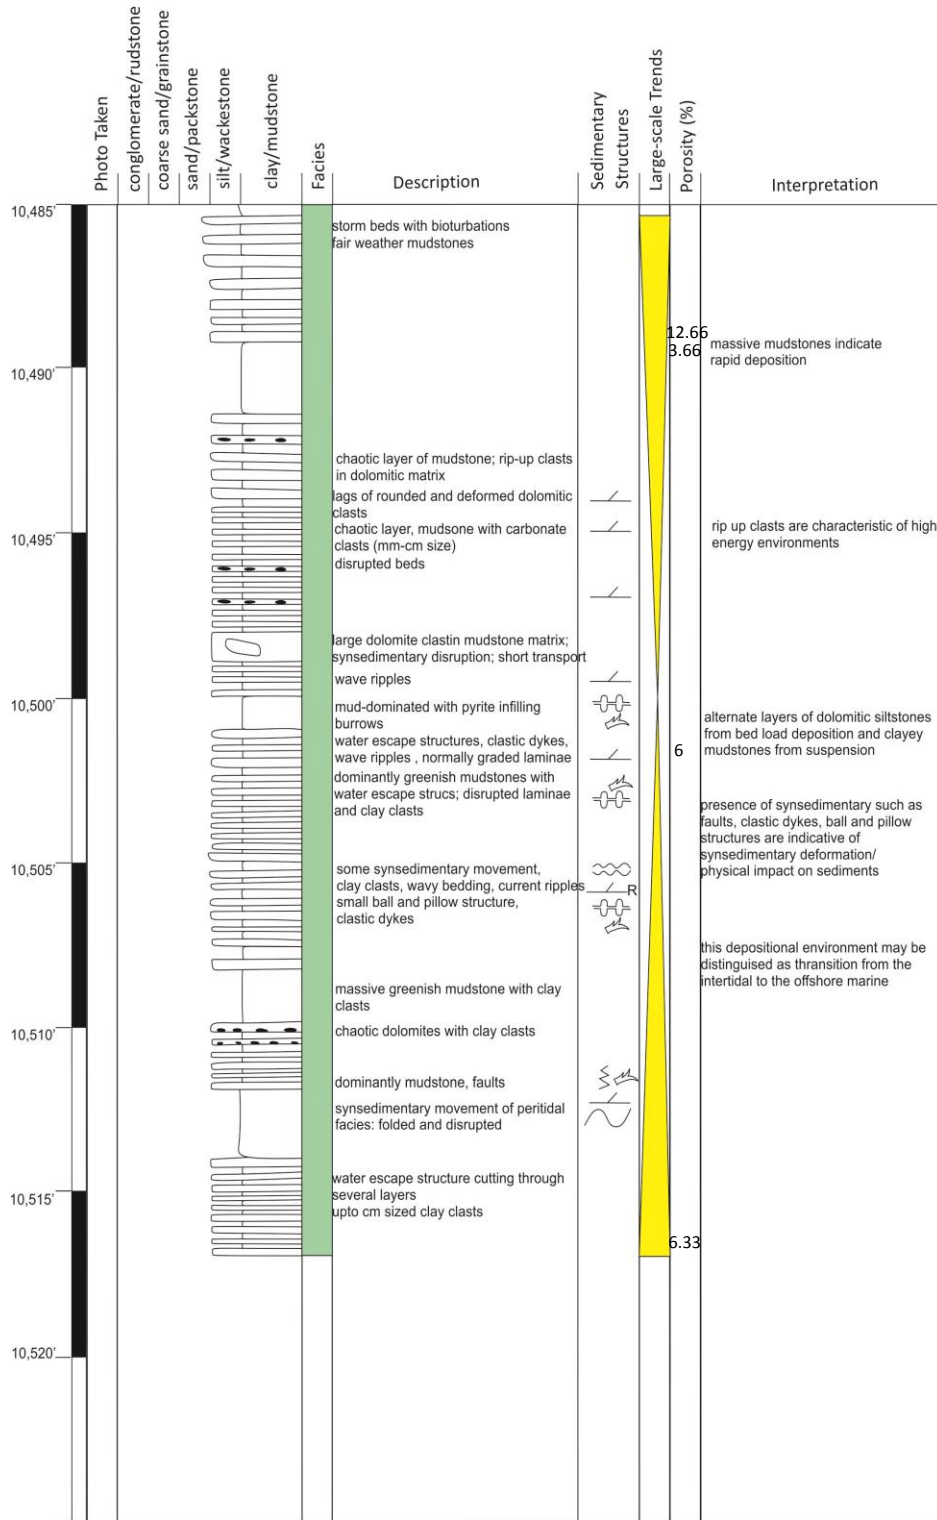 Photo Taken
conglomerate/rudstone
coarse sand/grainstone
sand/packstone
silt/wackestone
clay/mudstone
Facies
Description
Sedimentary
Structures
Large-scale Trends
Porosity (%)
Interpretation
10,485'
storm beds with bioturbations
fair weather mudstones
12.66
3.66
massive mudstones indicate
rapid deposition
10,490'
chaotic layer of mudstone; rip-up clasts
in dolomitic matrix
lags of rounded and deformed dolomitic
clasts
chaotic layer, mudsone with carbonate
clasts (mm-cm size)
disrupted beds
10,495'
rip up clasts are characteristic of high
energy environments
large dolomite clastin mudstone matrix;
synsedimentary disruption; short transport
wave ripples
10,500'
mud-dominated with pyrite infilling
burrows
water escape structures, clastic dykes,
wave ripples , normally graded laminae
6
alternate layers of dolomitic siltstones
from bed load deposition and clayey
mudstones from suspension
dominantly greenish mudstones with
water escape strucs; disrupted laminae
and clay clasts
presence of synsedimentary such as
faults, clastic dykes, ball and pillow
structures are indicative of
synsedimentary deformation/
physical impact on sediments
10,505'
some synsedimentary movement,
clay clasts, wavy bedding, current ripples
small ball and pillow structure,
clastic dykes
R
this depositional environment may be
distinguised as thransition from the
intertidal to the offshore marine
massive greenish mudstone with clay
clasts
10,510'
chaotic dolomites with clay clasts
dominantly mudstone, faults
synsedimentary movement of peritidal
facies: folded and disrupted
10,515'
water escape structure cutting through
several layers
upto cm sized clay clasts
6.33
10,520'